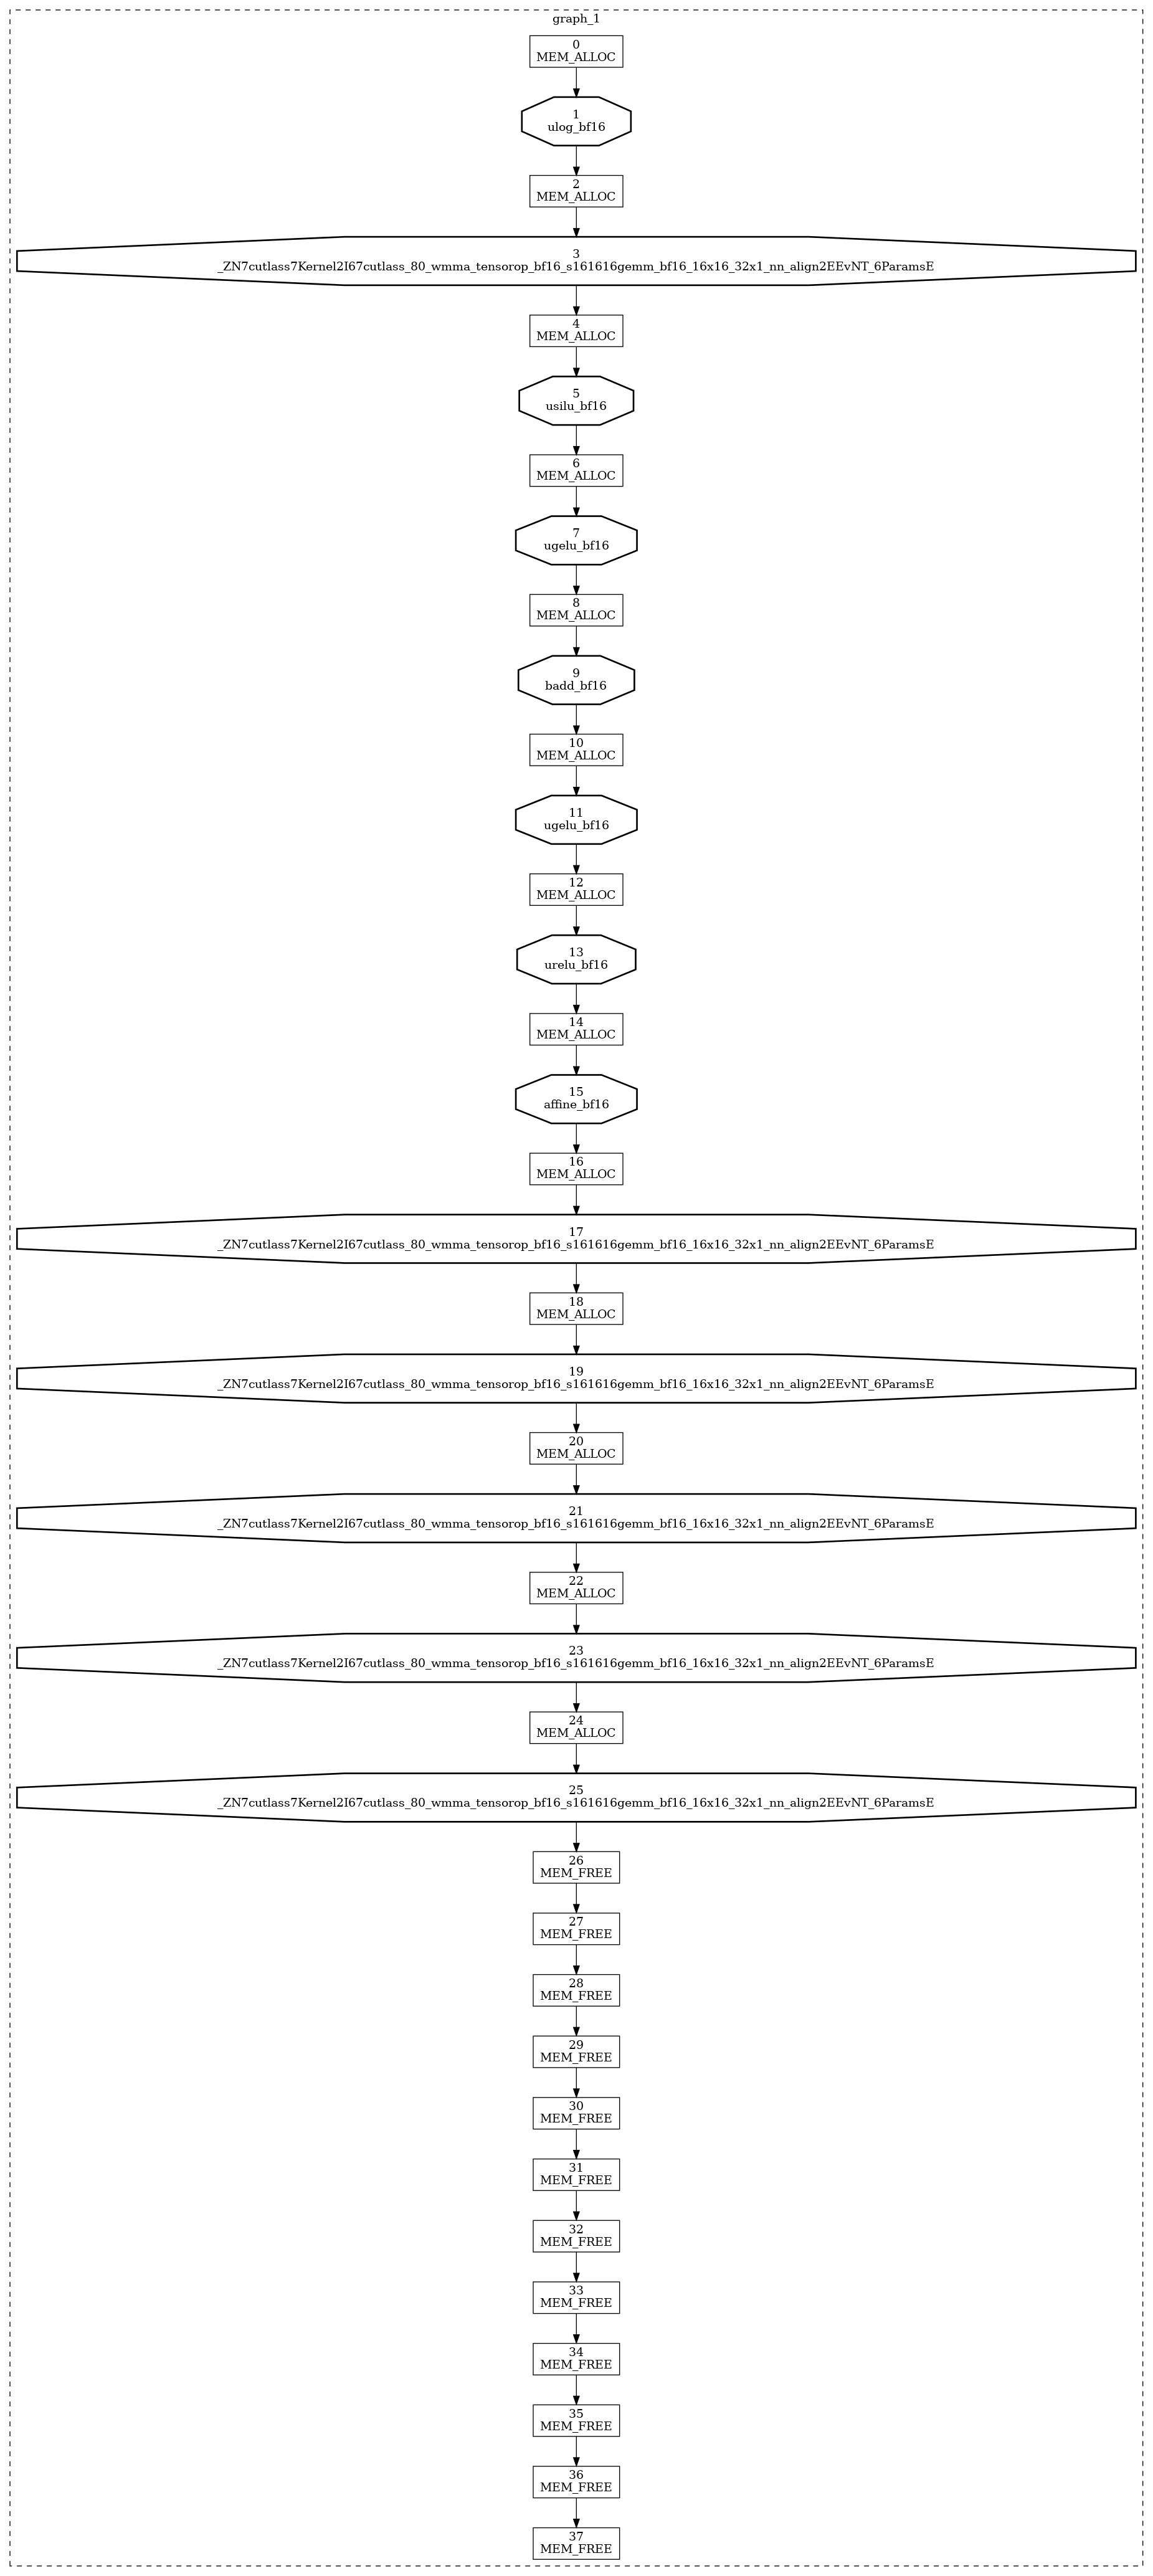 graph_1
0
MEM_ALLOC
1
ulog_bf16
2
MEM_ALLOC
3
_ZN7cutlass7Kernel2I67cutlass_80_wmma_tensorop_bf16_s161616gemm_bf16_16x16_32x1_nn_align2EEvNT_6ParamsE
4
MEM_ALLOC
5
usilu_bf16
6
MEM_ALLOC
7
ugelu_bf16
8
MEM_ALLOC
9
badd_bf16
10
MEM_ALLOC
11
ugelu_bf16
12
MEM_ALLOC
13
urelu_bf16
14
MEM_ALLOC
15
affine_bf16
16
MEM_ALLOC
17
_ZN7cutlass7Kernel2I67cutlass_80_wmma_tensorop_bf16_s161616gemm_bf16_16x16_32x1_nn_align2EEvNT_6ParamsE
18
MEM_ALLOC
19
_ZN7cutlass7Kernel2I67cutlass_80_wmma_tensorop_bf16_s161616gemm_bf16_16x16_32x1_nn_align2EEvNT_6ParamsE
20
MEM_ALLOC
21
_ZN7cutlass7Kernel2I67cutlass_80_wmma_tensorop_bf16_s161616gemm_bf16_16x16_32x1_nn_align2EEvNT_6ParamsE
22
MEM_ALLOC
23
_ZN7cutlass7Kernel2I67cutlass_80_wmma_tensorop_bf16_s161616gemm_bf16_16x16_32x1_nn_align2EEvNT_6ParamsE
24
MEM_ALLOC
25
_ZN7cutlass7Kernel2I67cutlass_80_wmma_tensorop_bf16_s161616gemm_bf16_16x16_32x1_nn_align2EEvNT_6ParamsE
26
MEM_FREE
27
MEM_FREE
28
MEM_FREE
29
MEM_FREE
30
MEM_FREE
31
MEM_FREE
32
MEM_FREE
33
MEM_FREE
34
MEM_FREE
35
MEM_FREE
36
MEM_FREE
37
MEM_FREE